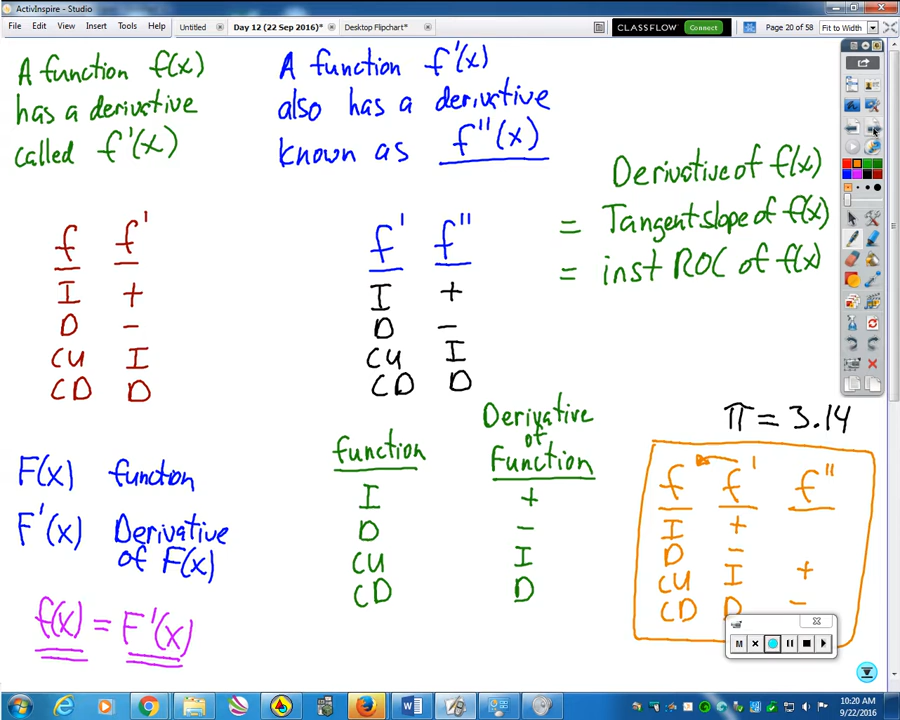 ActivInspire - Studio
File Edit View Insert Tools Help
Untitled
Day 12 (22 Sep 2016)*
Desktop Flipchart*
CLASSFLOW Connect
Page 20 of 58
Fit to Width
A function f(x)
has a derivative
called f'(x)
A function f'(x)
also has a derivative
known as f''(x)
Derivative of f(x)
= Tangent slope of f(x)
= inst ROC of f(x)
f f'
I +
D −
CU I
CD D
f' f''
I +
D −
CU I
CD D
F(x) function
F'(x) Derivative
of F(x)
f(x) = F'(x)
function Derivative of Function
I +
D −
CU I
CD D
π = 3.14
f f' f''
I +
D −
CU I +
CD D −
M
10:20 AM
9/22/2016